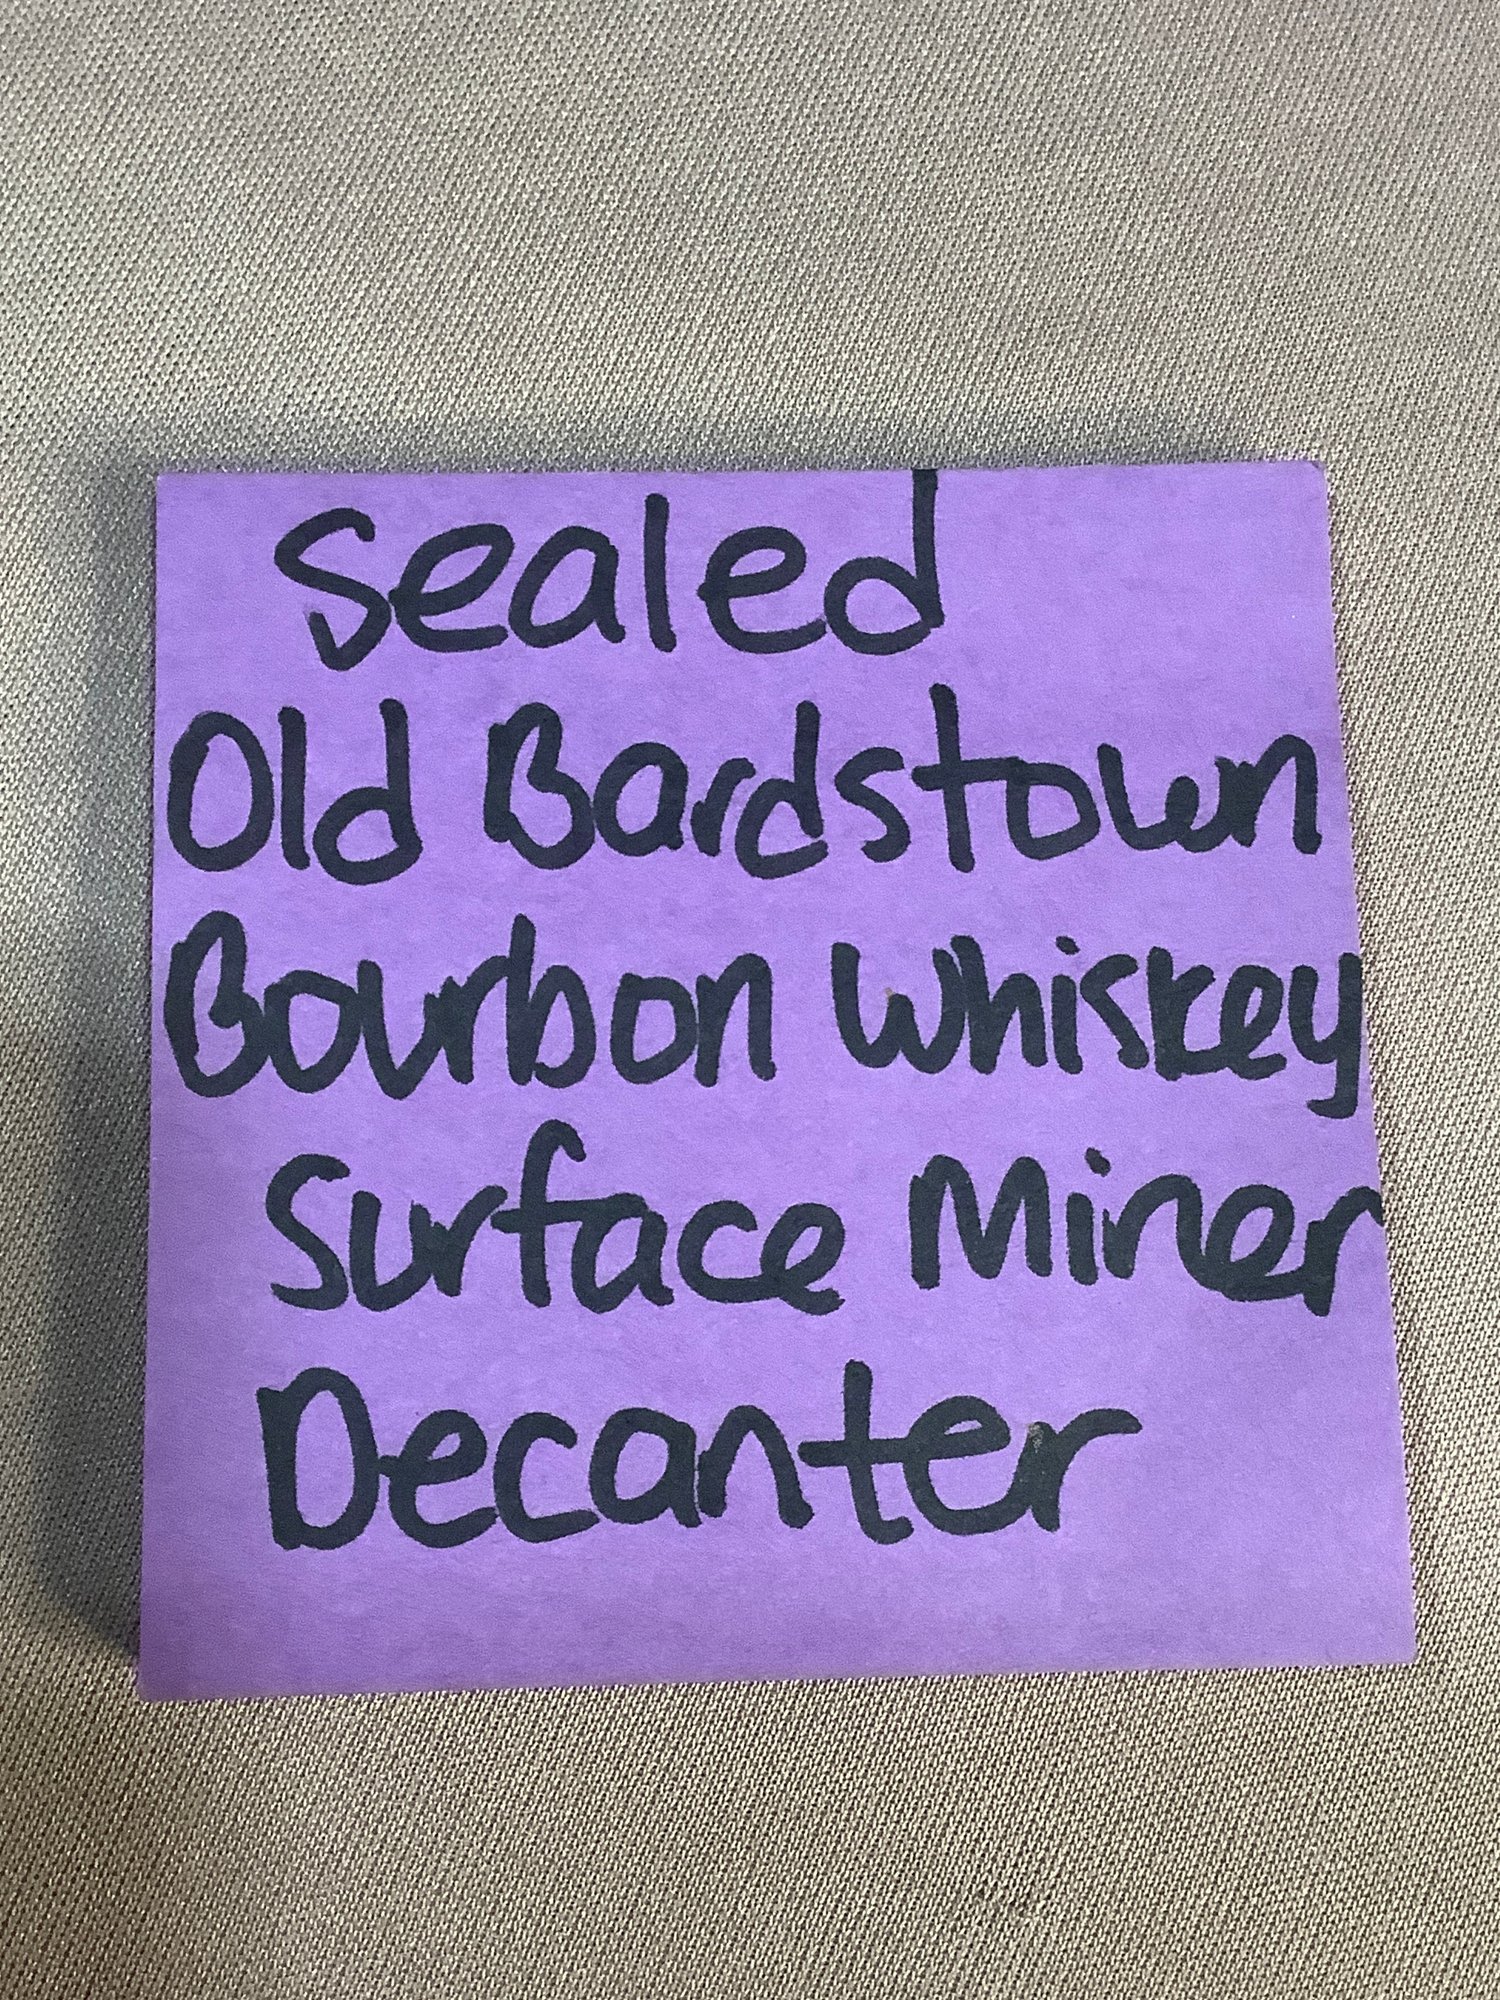 Sealed
Old Bardstown
Bourbon Whiskey
Surface Miner
Decanter